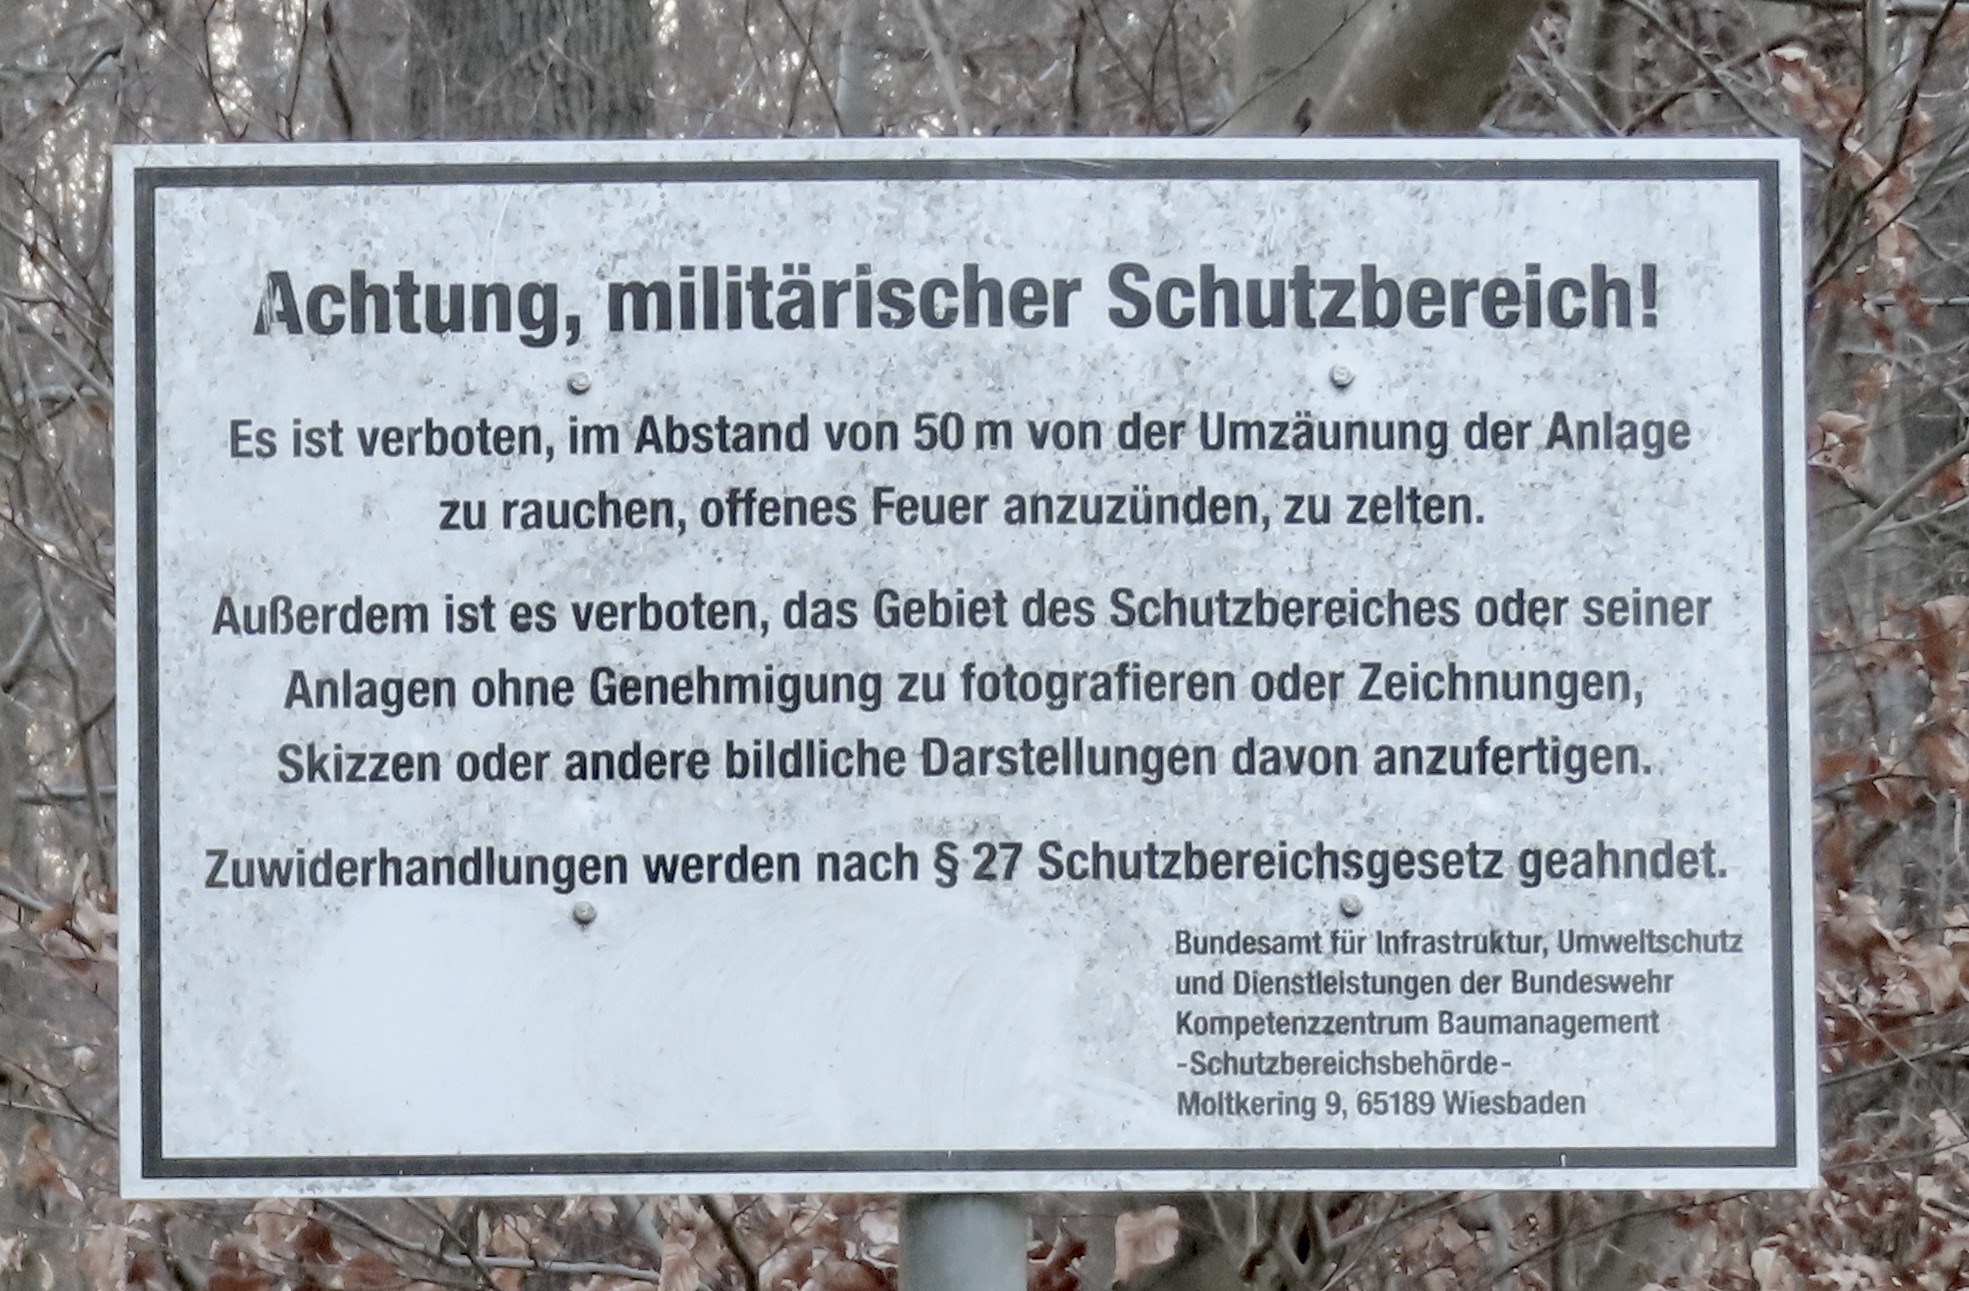 Achtung, militärischer Schutzbereich!
Es ist verboten, im Abstand von 50 m von der Umzäunung der Anlage
zu rauchen, offenes Feuer anzuzünden, zu zelten.
Außerdem ist es verboten, das Gebiet des Schutzbereiches oder seiner
Anlagen ohne Genehmigung zu fotografieren oder Zeichnungen,
Skizzen oder andere bildliche Darstellungen davon anzufertigen.
Zuwiderhandlungen werden nach § 27 Schutzbereichsgesetz geahndet.
Bundesamt für Infrastruktur, Umweltschutz
und Dienstleistungen der Bundeswehr
Kompetenzzentrum Baumanagement
-Schutzbereichsbehörde-
Moltkering 9, 65189 Wiesbaden